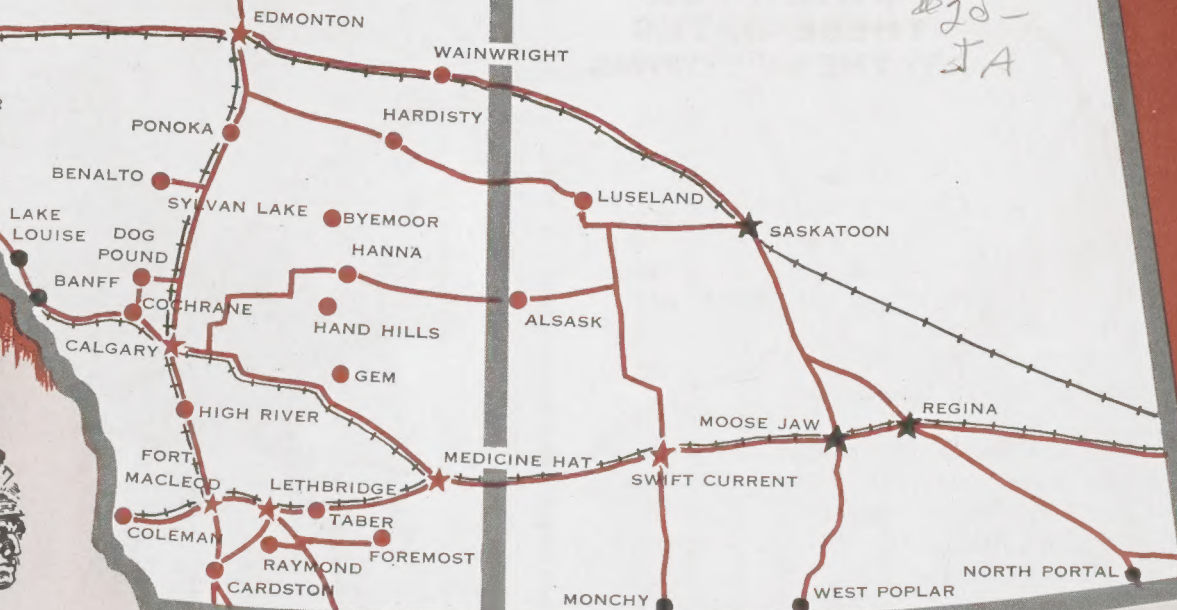 EDMONTON
WAINWRIGHT
HARDISTY
PONOKA
BENALTO
SYLVAN LAKE
BYEMOOR
LUSELAND
SASKATOON
LAKE
LOUISE
DOG
POUND
HANNA
BANFF
COCHRANE
HAND HILLS
ALSASK
CALGARY
GEM
HIGH RIVER
MOOSE JAW
REGINA
FORT
MACLEOD
LETHBRIDGE
MEDICINE HAT
SWIFT CURRENT
COLEMAN
TABER
RAYMOND
FOREMOST
CARDSTON
MONCHY
WEST POPLAR
NORTH PORTAL